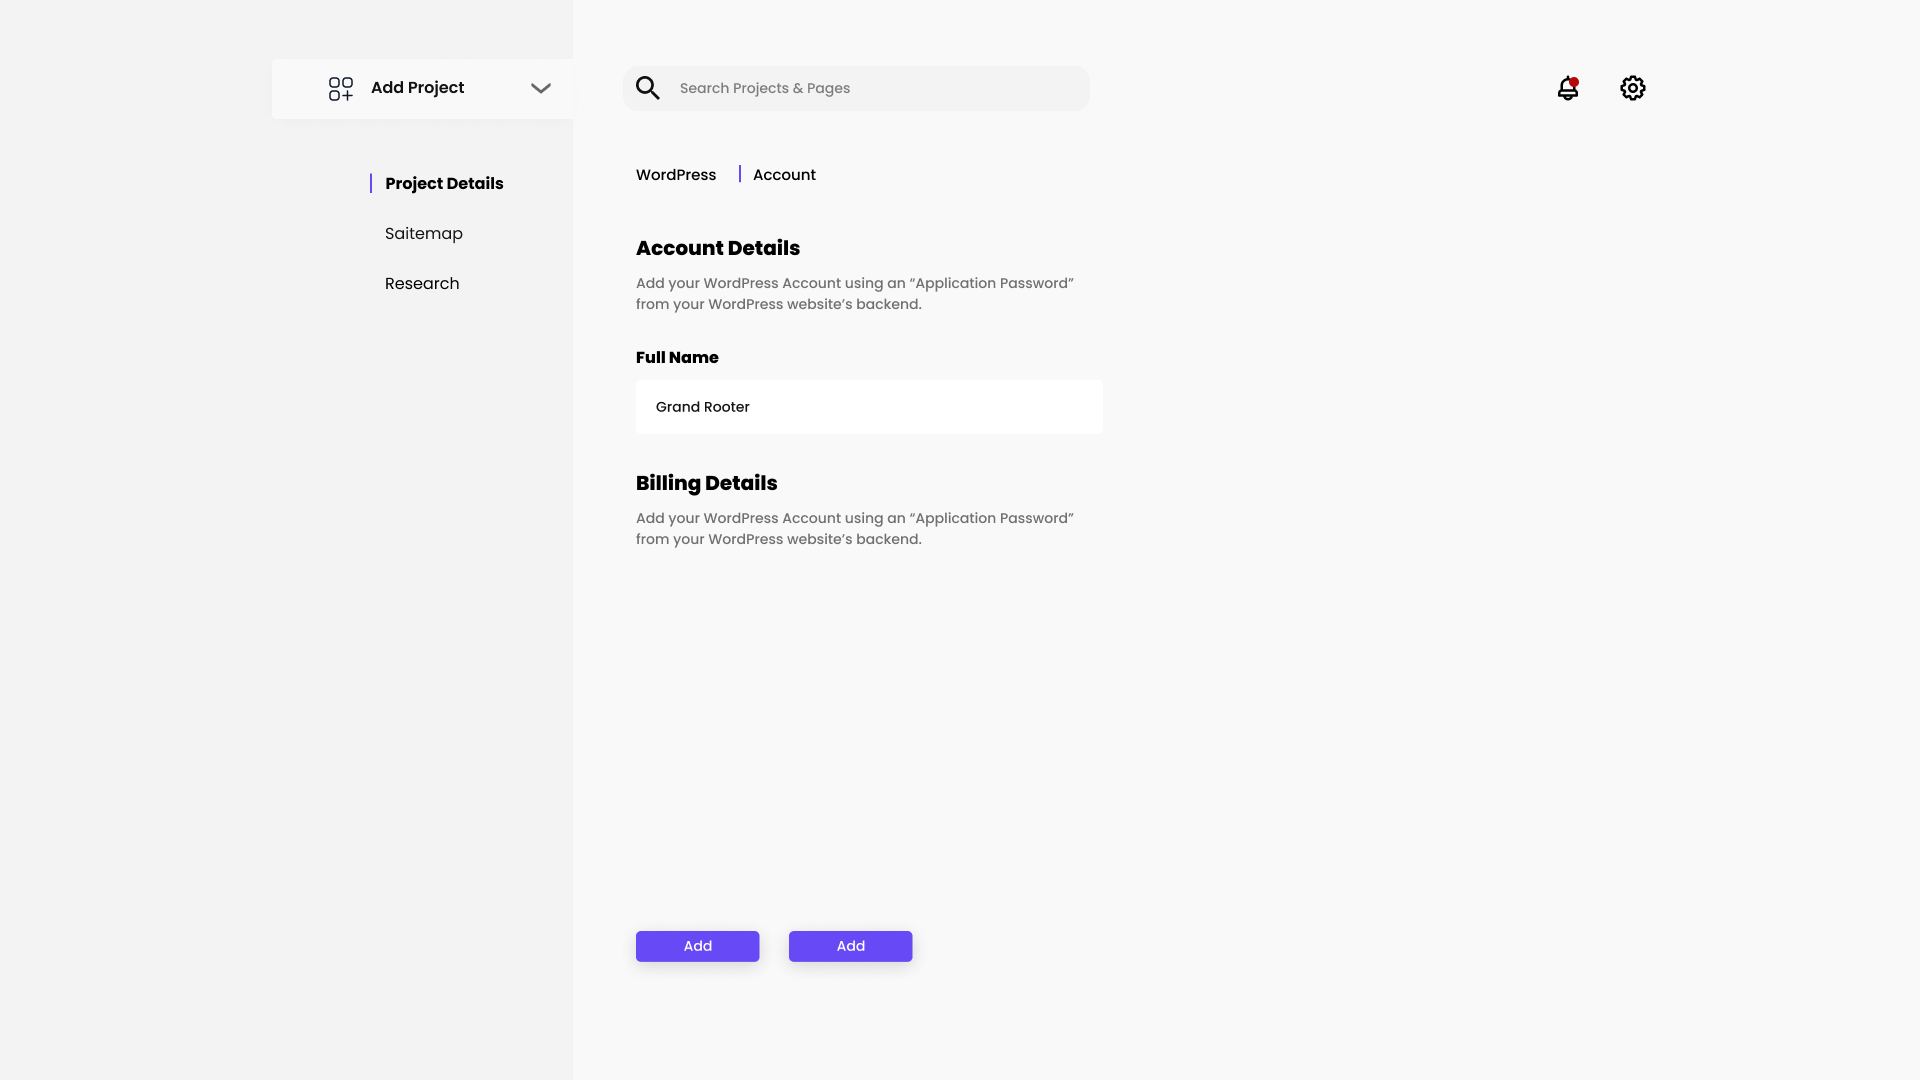 Add Project
Search Projects & Pages
Project Details
Saitemap
Research
WordPress
Account
Account Details
Add your WordPress Account using an “Application Password”
from your WordPress website’s backend.
Full Name
Grand Rooter
Billing Details
Add your WordPress Account using an “Application Password”
from your WordPress website’s backend.
Add
Add